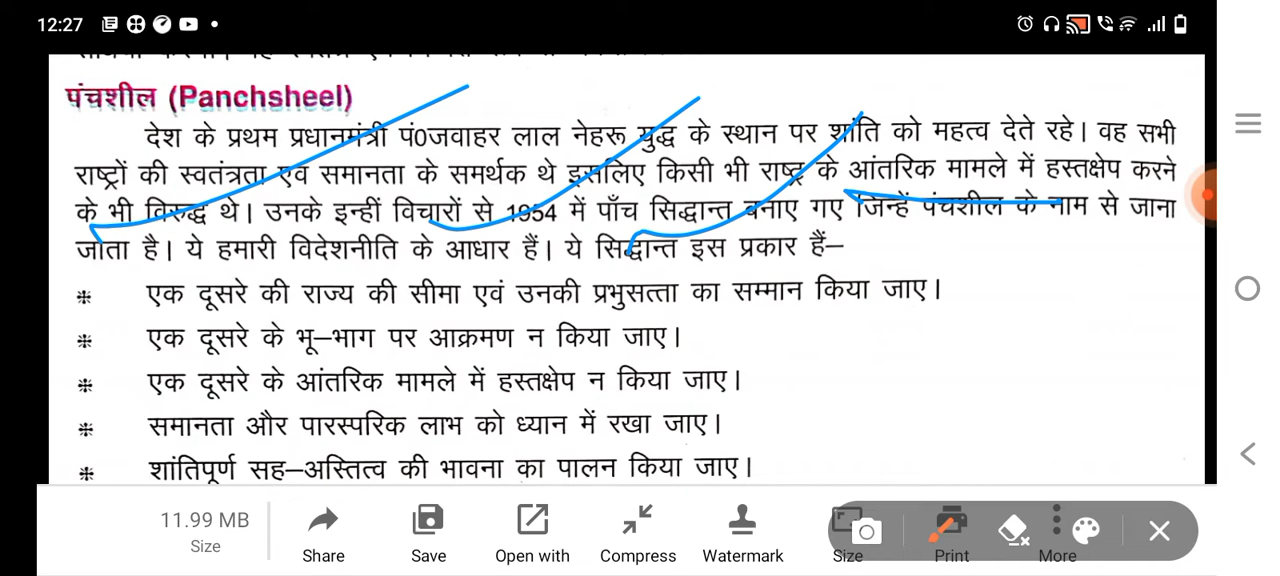 12:27
पंचशील (Panchsheel)
देश के प्रथम प्रधानमंत्री पं0जवाहर लाल नेहरू युद्ध के स्थान पर शांति को महत्व देते रहे। वह सभी
राष्ट्रों की स्वतंत्रता एवं समानता के समर्थक थे इसलिए किसी भी राष्ट्र के आंतरिक मामले में हस्तक्षेप करने
के भी विरुद्ध थे। उनके इन्हीं विचारों से 1954 में पाँच सिद्धान्त बनाए गए जिन्हें पंचशील के नाम से जाना
जाता है। ये हमारी विदेशनीति के आधार हैं। ये सिद्धान्त इस प्रकार हैं–
* एक दूसरे की राज्य की सीमा एवं उनकी प्रभुसत्ता का सम्मान किया जाए।
* एक दूसरे के भू–भाग पर आक्रमण न किया जाए।
* एक दूसरे के आंतरिक मामले में हस्तक्षेप न किया जाए।
* समानता और पारस्परिक लाभ को ध्यान में रखा जाए।
* शांतिपूर्ण सह–अस्तित्व की भावना का पालन किया जाए।
11.99 MB
Size Share Save Open with Compress Watermark Size Print More